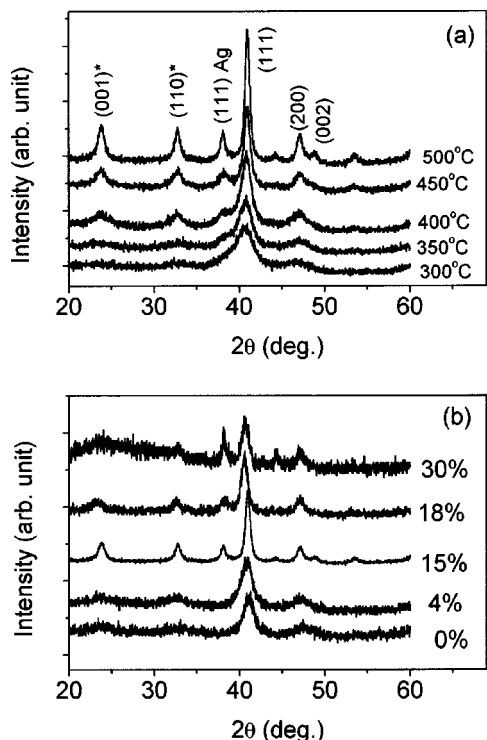 (a)
(001)*
(110)*
(111) Ag
(111)
(200)
(002)
500°C
450°C
400°C
350°C
300°C
Intensity (arb. unit)
20 30 40 50 60
2θ (deg.)
(b)
30%
18%
15%
4%
0%
Intensity (arb. unit)
20 30 40 50 60
2θ (deg.)